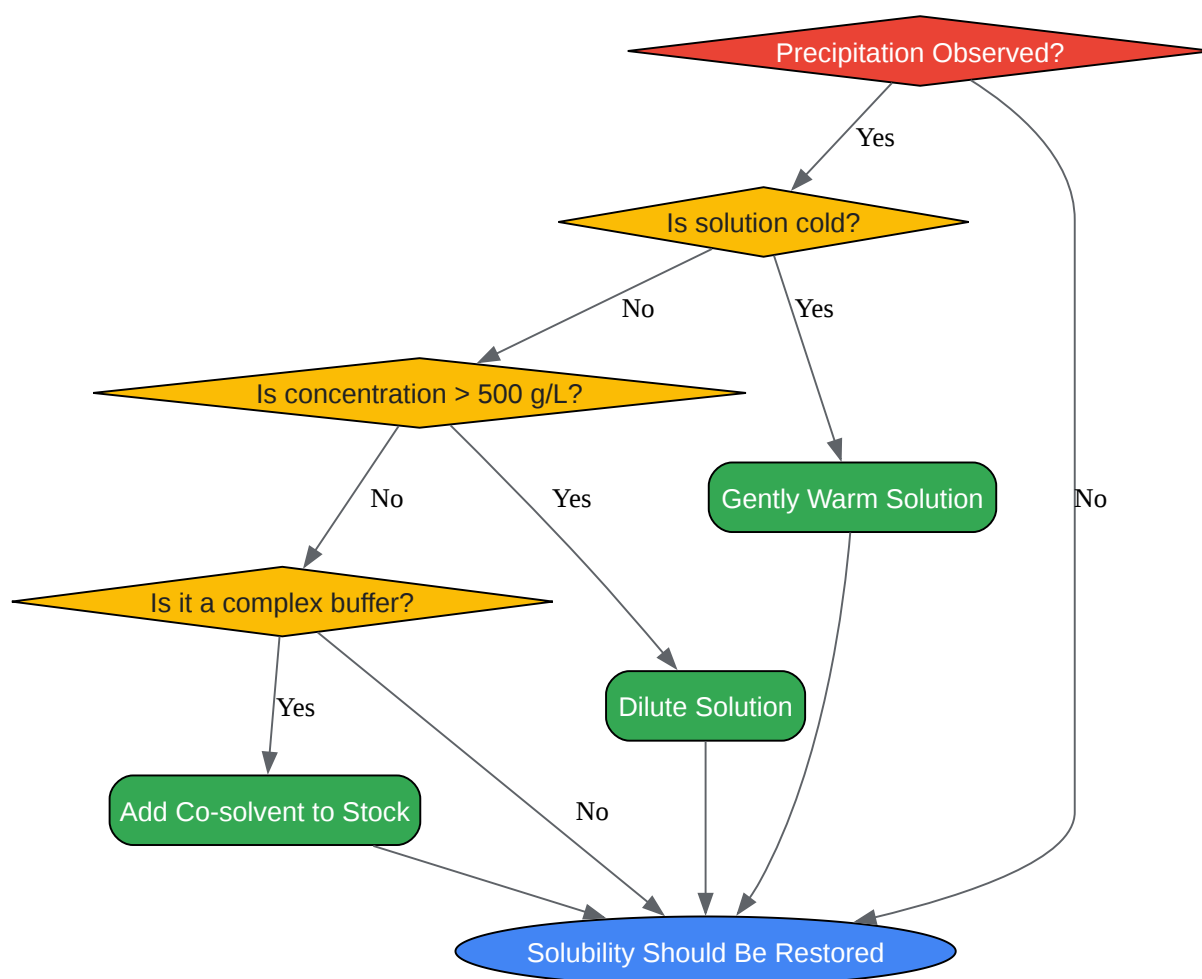 Precipitation Observed?
Yes
Is solution cold?
No
Yes
Is concentration > 500 g/L?
No
Yes
Gently Warm Solution
No
Is it a complex buffer?
Yes
Dilute Solution
Add Co-solvent to Stock
No
Solubility Should Be Restored